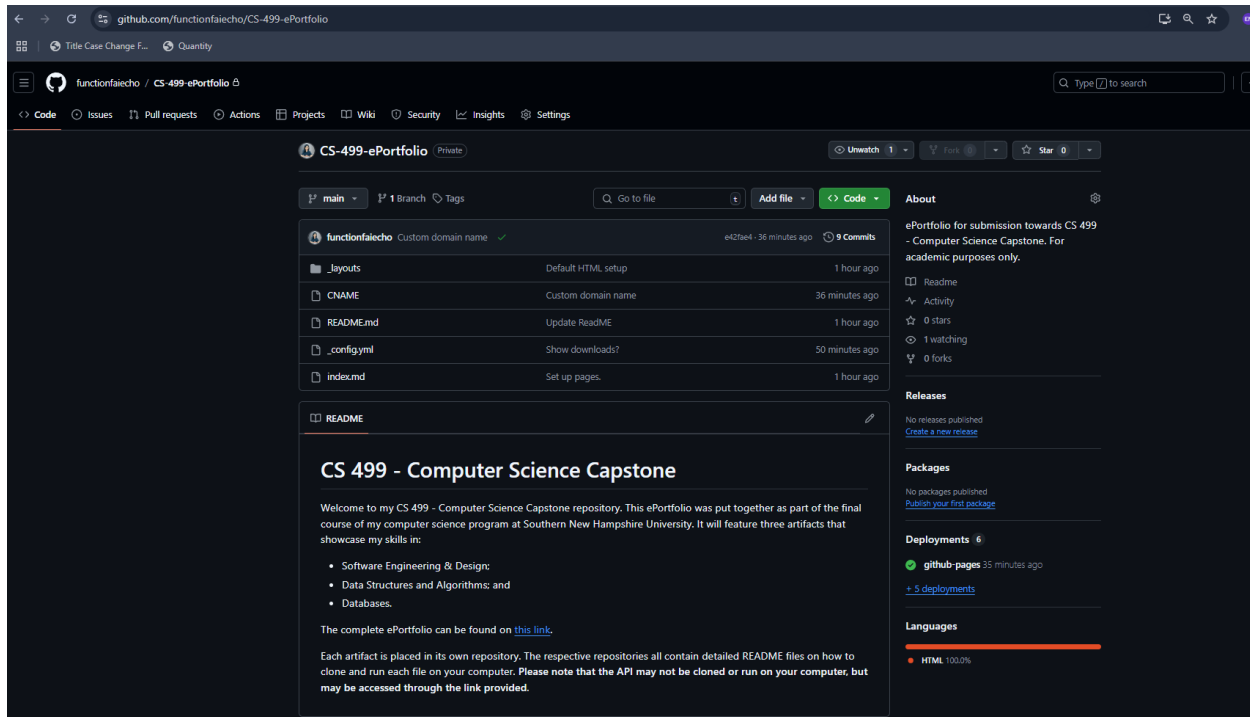 github.com/functionfaiecho/CS-499-ePortfolio
Title Case Change F... Quantity
functionfaiecho / CS-499-ePortfolio
Type / to search
Code Issues Pull requests Actions Projects Wiki Security Insights Settings
CS-499-ePortfolio Private
Unwatch 1 Fork 0 Star 0
main 1 Branch Tags Go to file t Add file Code
functionfaiecho Custom domain name e42fae4 · 36 minutes ago 9 Commits
_layouts Default HTML setup 1 hour ago
CNAME Custom domain name 36 minutes ago
README.md Update ReadME 1 hour ago
_config.yml Show downloads? 50 minutes ago
index.md Set up pages. 1 hour ago
README
CS 499 - Computer Science Capstone
Welcome to my CS 499 - Computer Science Capstone repository. This ePortfolio was put together as part of the final
course of my computer science program at Southern New Hampshire University. It will feature three artifacts that
showcase my skills in:
• Software Engineering & Design;
• Data Structures and Algorithms; and
• Databases.
The complete ePortfolio can be found on this link.
Each artifact is placed in its own repository. The respective repositories all contain detailed README files on how to
clone and run each file on your computer. Please note that the API may not be cloned or run on your computer, but
may be accessed through the link provided.
About
ePortfolio for submission towards CS 499
- Computer Science Capstone. For
academic purposes only.
Readme
Activity
0 stars
1 watching
0 forks
Releases
No releases published
Create a new release
Packages
No packages published
Publish your first package
Deployments 6
github-pages 35 minutes ago
+ 5 deployments
Languages
HTML 100.0%